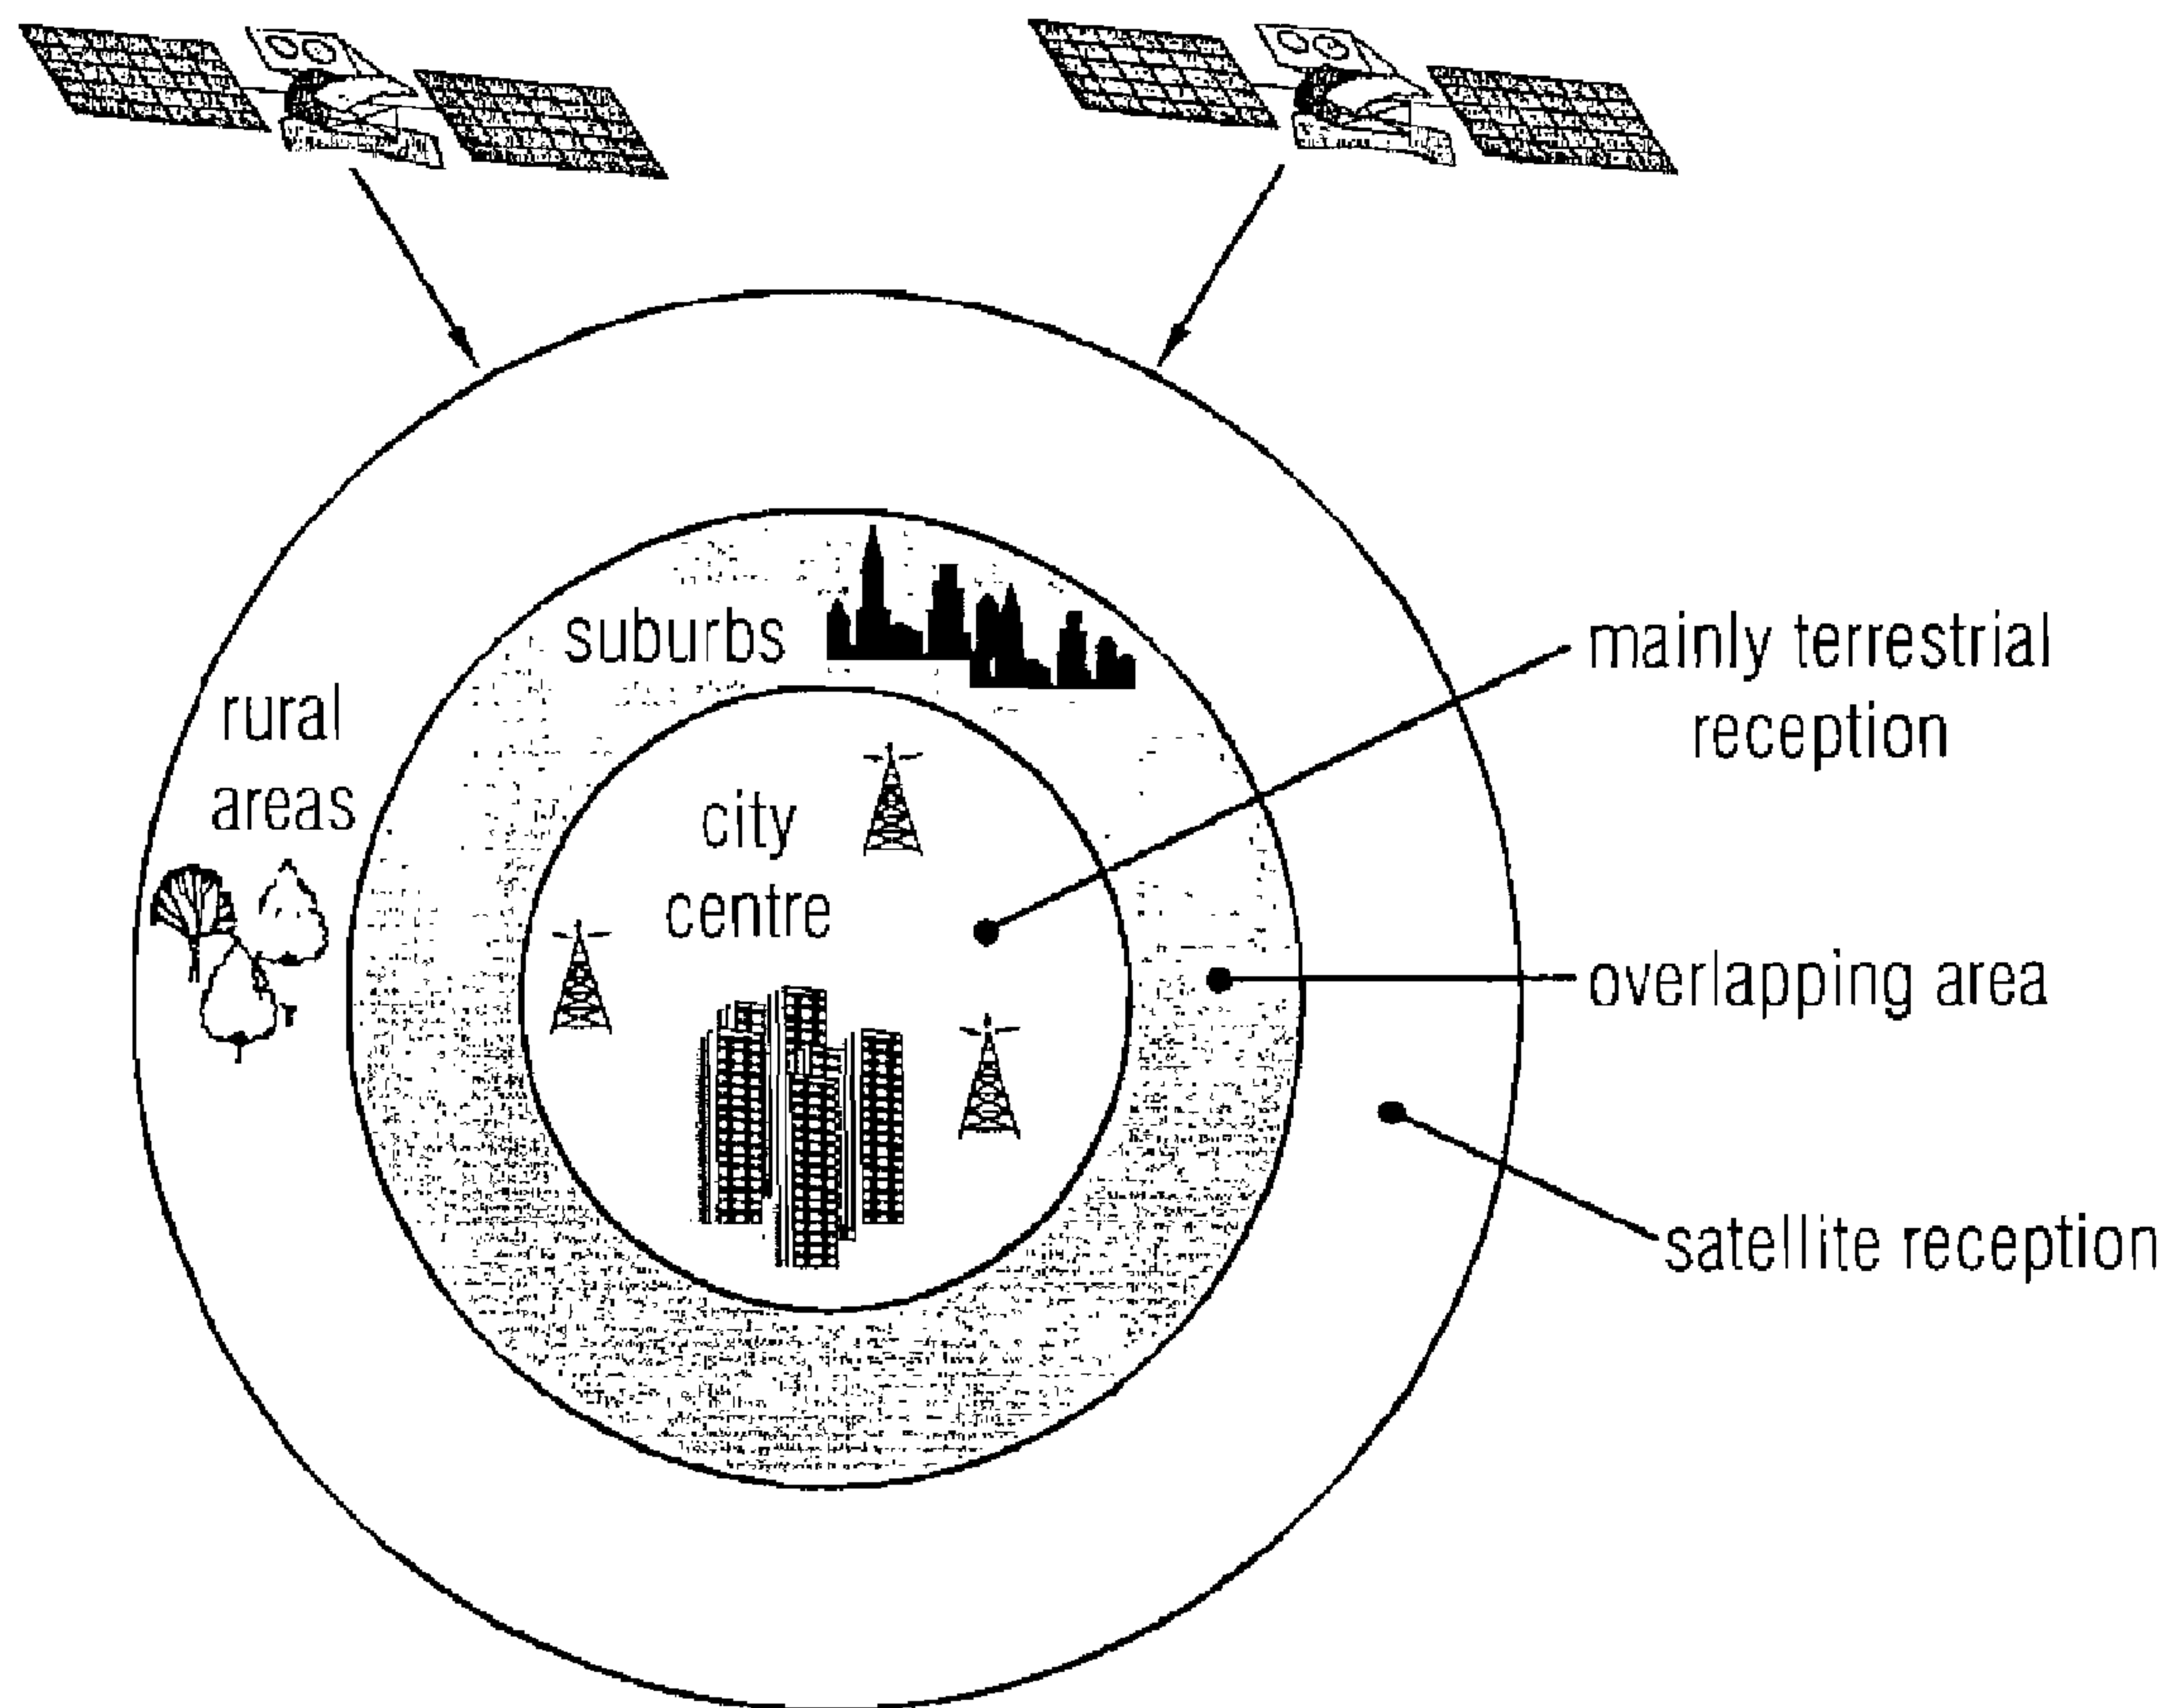 suburbs
rural
areas
city
centre
mainly terrestrial
reception
overlapping area
satellite reception